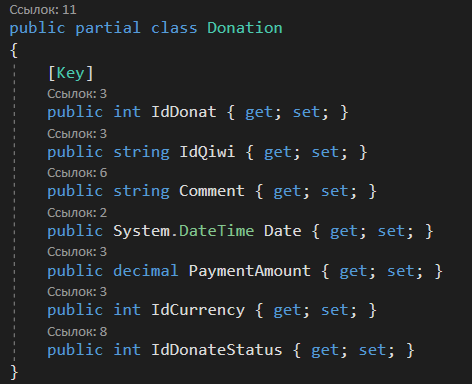 Ссылок: 11
public partial class Donation
{
[Key]
Ссылок: 3
public int IdDonat { get; set; }
Ссылок: 3
public string IdQiwi { get; set; }
Ссылок: 6
public string Comment { get; set; }
Ссылок: 2
public System.DateTime Date { get; set; }
Ссылок: 3
public decimal PaymentAmount { get; set; }
Ссылок: 3
public int IdCurrency { get; set; }
Ссылок: 8
public int IdDonateStatus { get; set; }
}